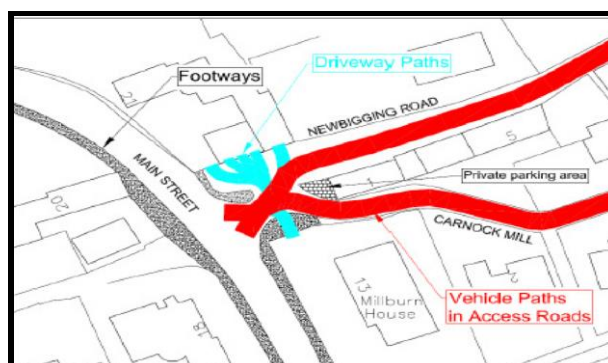 Driveway Paths
Footways
21
NEWBIGGING ROAD
MAIN STREET
5
Private parking area
1
20
CARNOCK MILL
13
Millburn
House
2
Vehicle Paths
in Access Roads
18